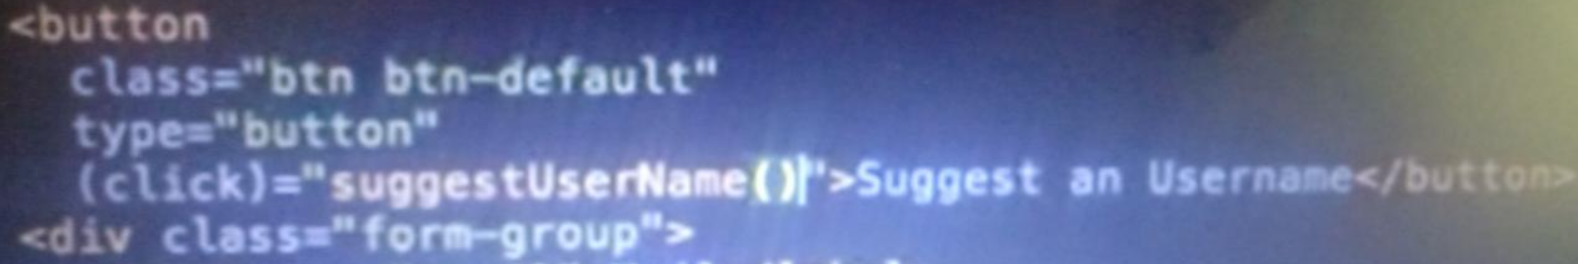 <button
class="btn btn-default"
type="button"
(click)="suggestUserName()">Suggest an Username</button>
<div class="form-group">